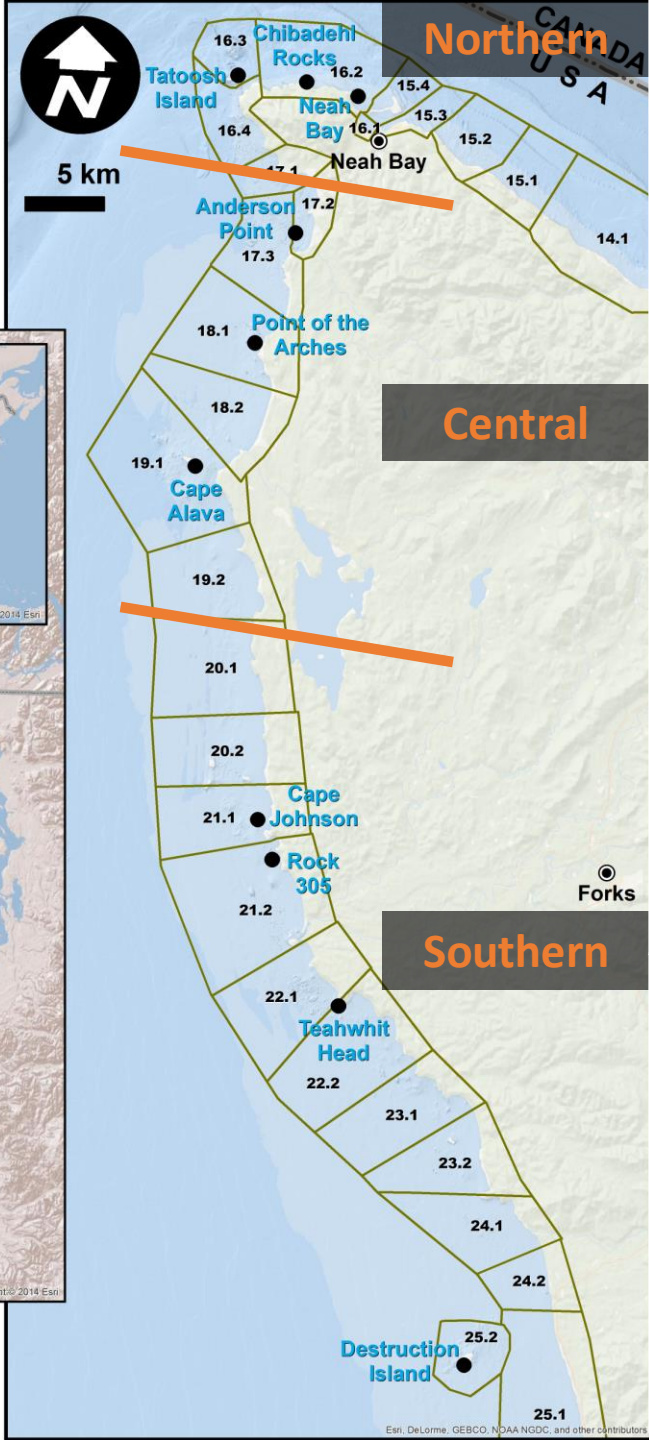 CANADA
U S A
Northern
N
5 km
16.3
Chibadehl
Rocks
16.2
Tatoosh
Island
15.4
Neah
Bay
16.1
15.3
16.4
Neah Bay
15.2
17.1
15.1
17.2
Anderson
Point
14.1
17.3
18.1
Point of the
Arches
18.2
Central
19.1
Cape
Alava
19.2
2014 Esri
20.1
20.2
21.1
Cape
Johnson
Rock
305
Forks
21.2
Southern
22.1
Teahwhit
Head
22.2
23.1
23.2
24.1
24.2
© 2014 Esri
25.2
Destruction
Island
25.1
Esri, DeLorme, GEBCO, NOAA NGDC, and other contributors